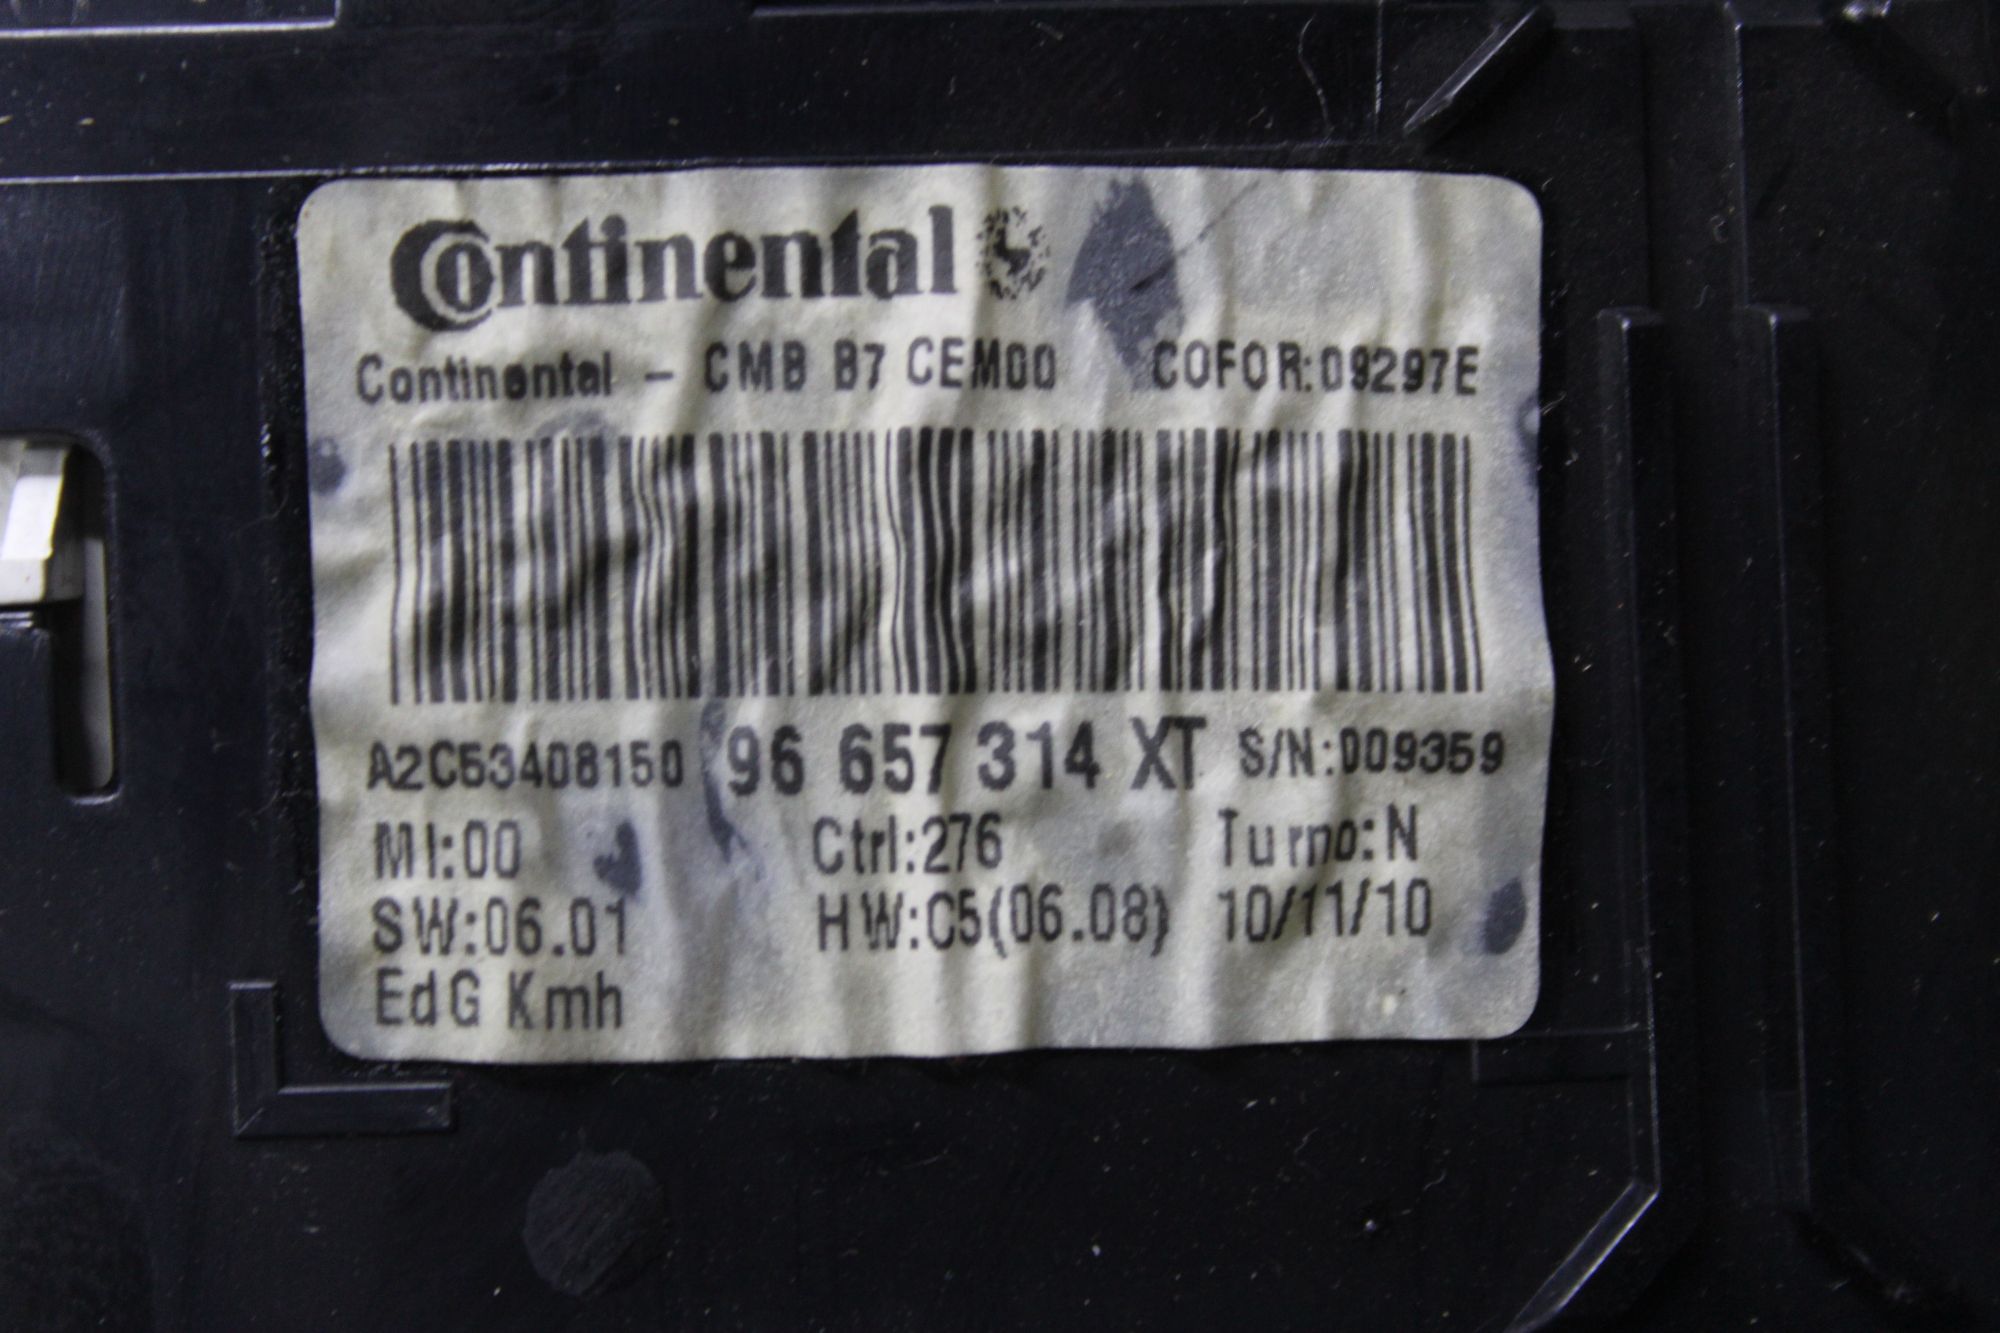 Continental
Continental - CMB B7 CEM00 COFOR:09297E
A2C53408150 96 657 314 XT S/N:009359
MI:00 Ctrl:276 Turno:N
SW:06.01 HW:C5(06.08) 10/11/10
EdG Kmh